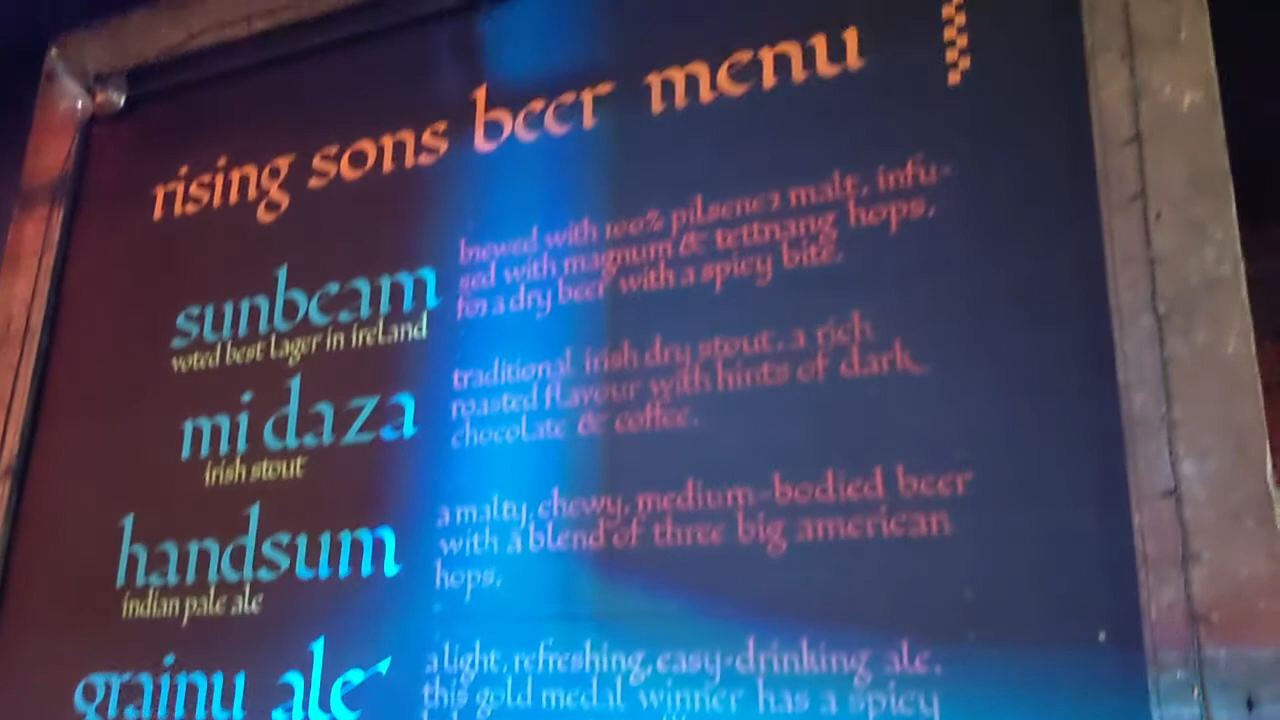 rising sons beer menu
sunbeam
voted best lager in ireland
brewed with 100% pilsener malt, infu-
sed with magnum & tettnang hops,
for a dry beer with a spicy bite.
mi daza
irish stout
traditional irish dry stout. a rich
roasted flavour with hints of dark
chocolate & coffee.
handsum
indian pale ale
a malty, chewy, medium-bodied beer
with a blend of three big american
hops.
grainu ale
a light, refreshing, easy-drinking ale.
this gold medal winner has a spicy